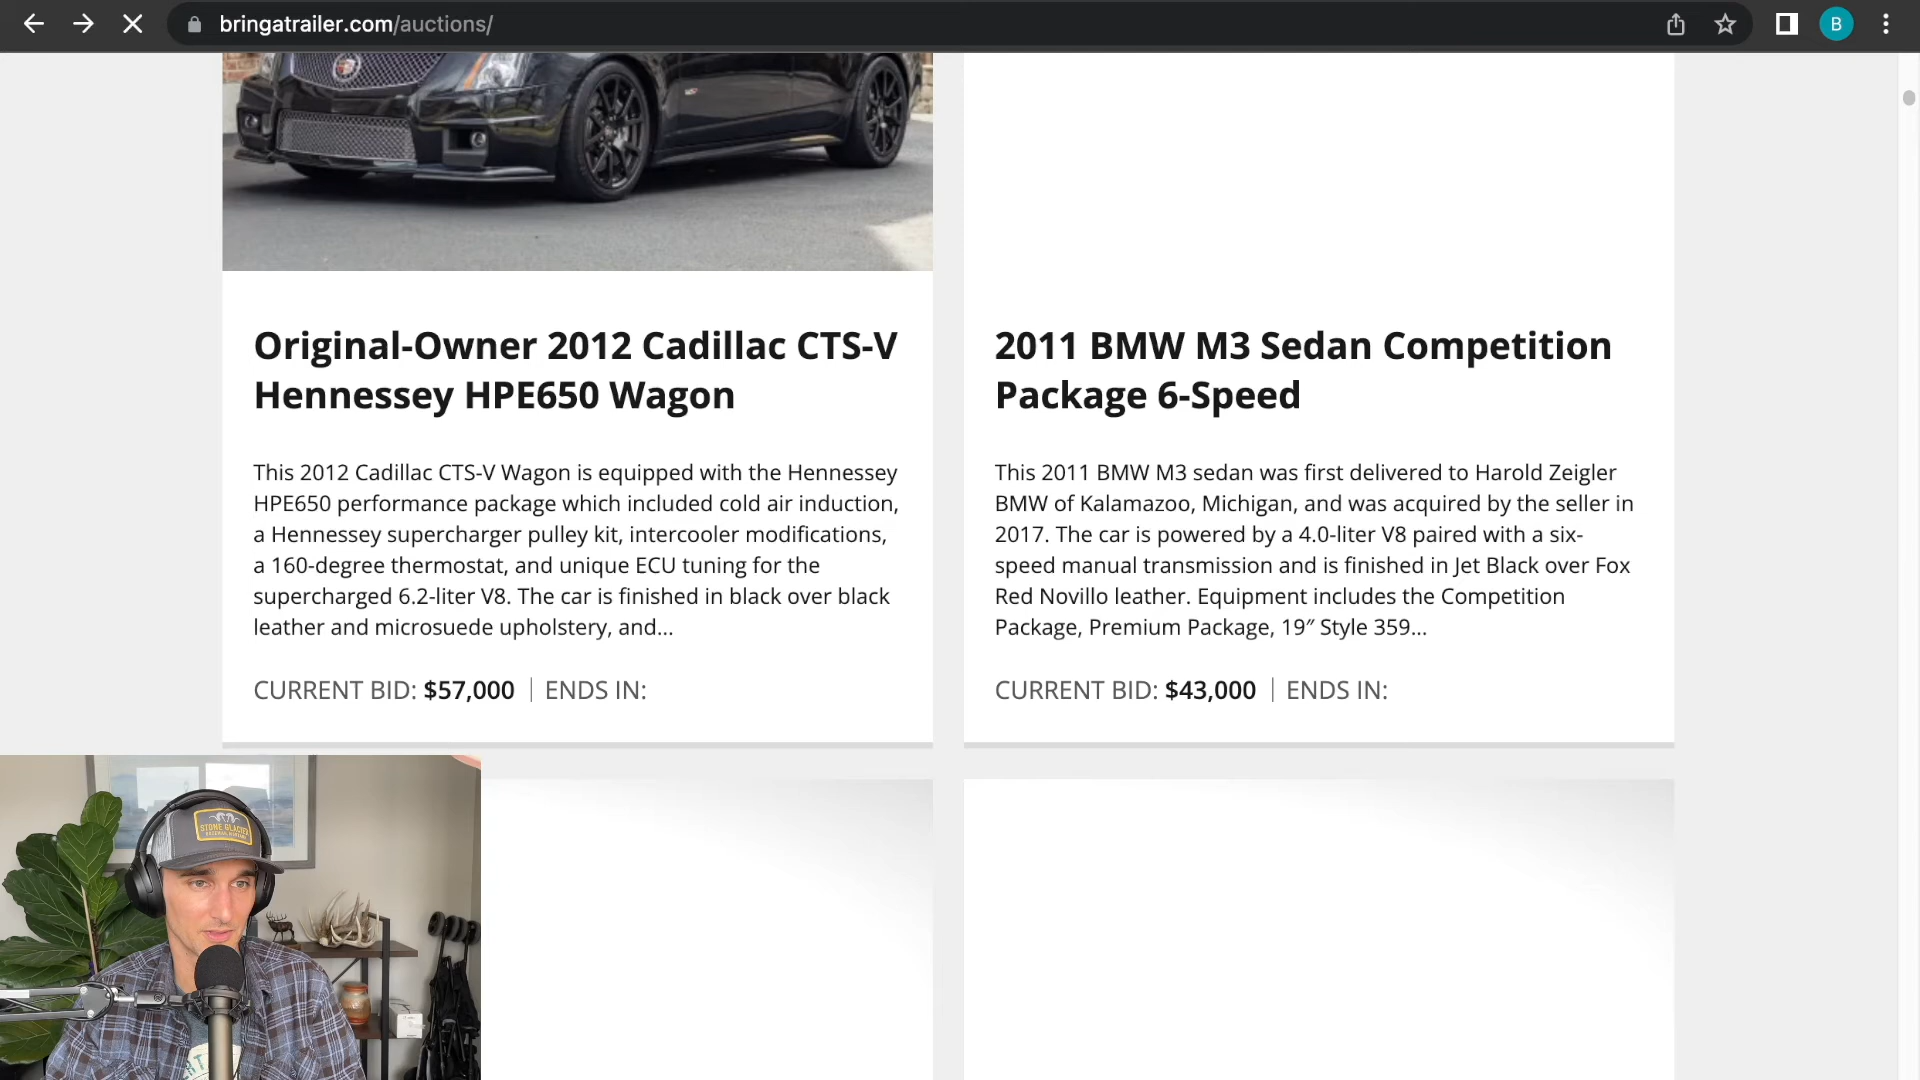 bringatrailer.com/auctions/
B
Original-Owner 2012 Cadillac CTS-V
Hennessey HPE650 Wagon
This 2012 Cadillac CTS-V Wagon is equipped with the Hennessey
HPE650 performance package which included cold air induction,
a Hennessey supercharger pulley kit, intercooler modifications,
a 160-degree thermostat, and unique ECU tuning for the
supercharged 6.2-liter V8. The car is finished in black over black
leather and microsuede upholstery, and...
CURRENT BID: $57,000 | ENDS IN:
2011 BMW M3 Sedan Competition
Package 6-Speed
This 2011 BMW M3 sedan was first delivered to Harold Zeigler
BMW of Kalamazoo, Michigan, and was acquired by the seller in
2017. The car is powered by a 4.0-liter V8 paired with a six-
speed manual transmission and is finished in Jet Black over Fox
Red Novillo leather. Equipment includes the Competition
Package, Premium Package, 19″ Style 359...
CURRENT BID: $43,000 | ENDS IN:
STONE GLACIER